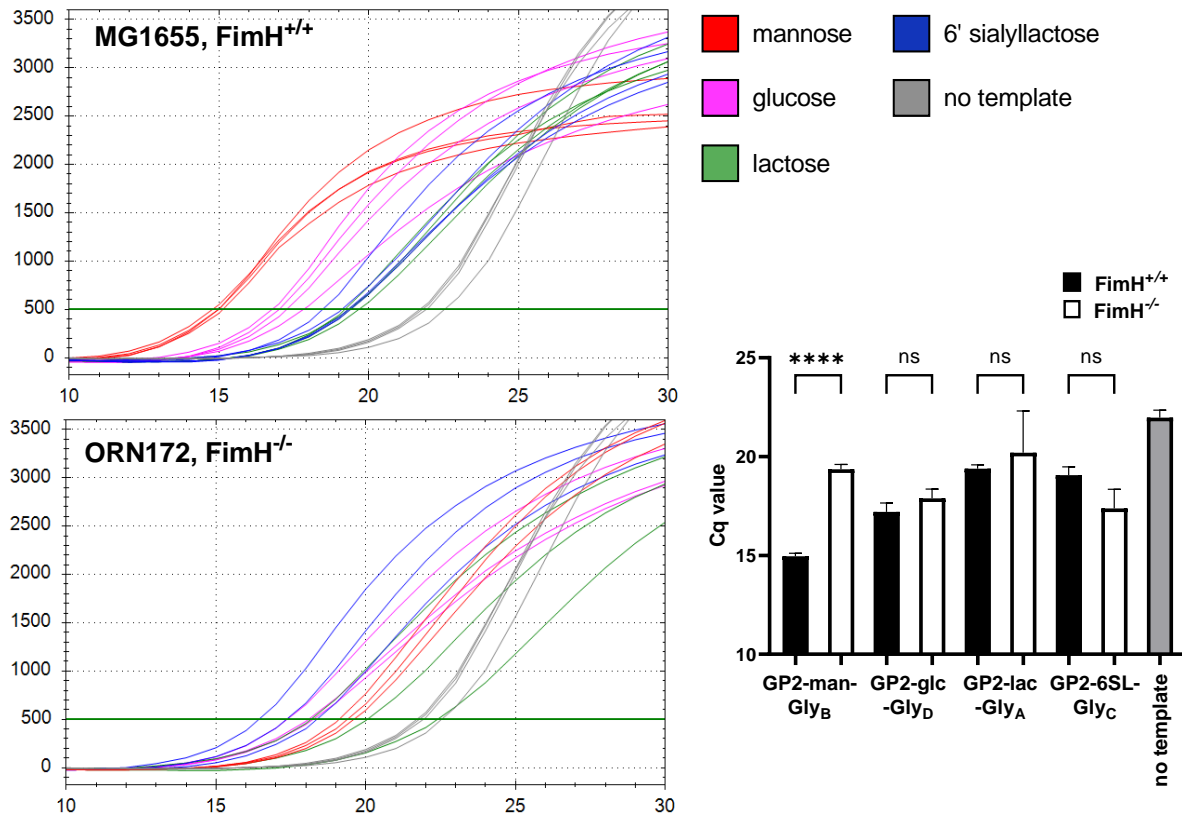 MG1655, FimH+/+
3500
3000
2500
2000
1500
1000
500
0
10 15 20 25 30
ORN172, FimH-/-
3500
3000
2500
2000
1500
1000
500
0
10 15 20 25 30
mannose
6' sialyllactose
glucose
no template
lactose
FimH+/+
FimH-/-
25
20
15
10
Cq value
**** ns ns ns
GP2-man-
GlyB
GP2-glc
-GlyD
GP2-lac
-GlyA
GP2-6SL-
GlyC
no template